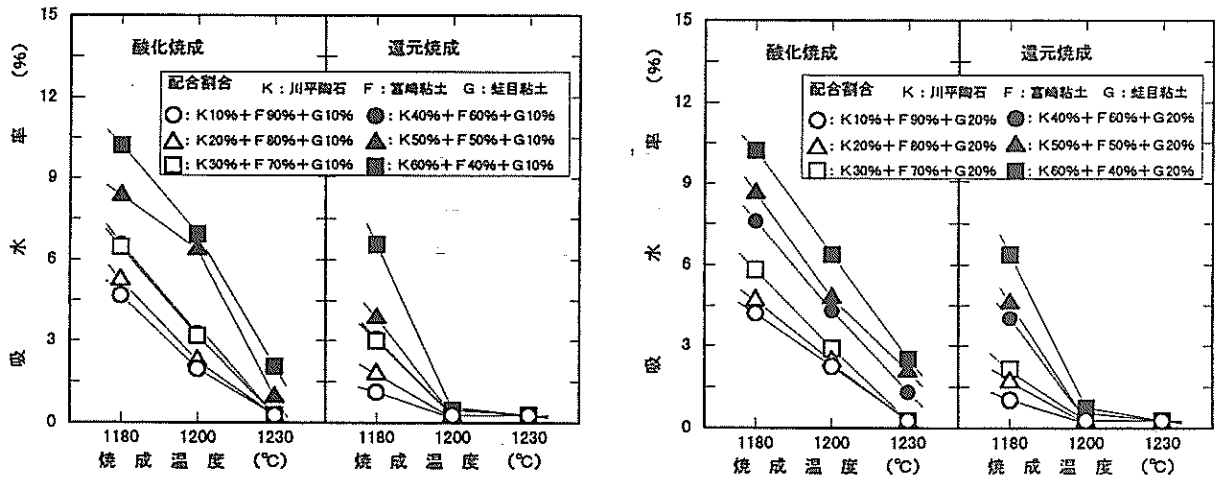 15
12
9
6
3
0
吸 水 率 (%)
酸化焼成
還元焼成
配合割合 K：川平陶石 F：富崎粘土 G：蛙目粘土
○：K10%＋F90%＋G10%
●：K40%＋F60%＋G10%
△：K20%＋F80%＋G10%
▲：K50%＋F50%＋G10%
□：K30%＋F70%＋G10%
■：K60%＋F40%＋G10%
1180 1200 1230 1180 1200 1230
焼 成 温 度 (℃) 焼 成 温 度 (℃)
15
12
9
6
3
0
吸 水 率 (%)
酸化焼成
還元焼成
配合割合 K：川平陶石 F：富崎粘土 G：蛙目粘土
○：K10%＋F90%＋G20%
●：K40%＋F60%＋G20%
△：K20%＋F80%＋G20%
▲：K50%＋F50%＋G20%
□：K30%＋F70%＋G20%
■：K60%＋F40%＋G20%
1180 1200 1230 1180 1200 1230
焼 成 温 度 (℃) 焼 成 温 度 (℃)